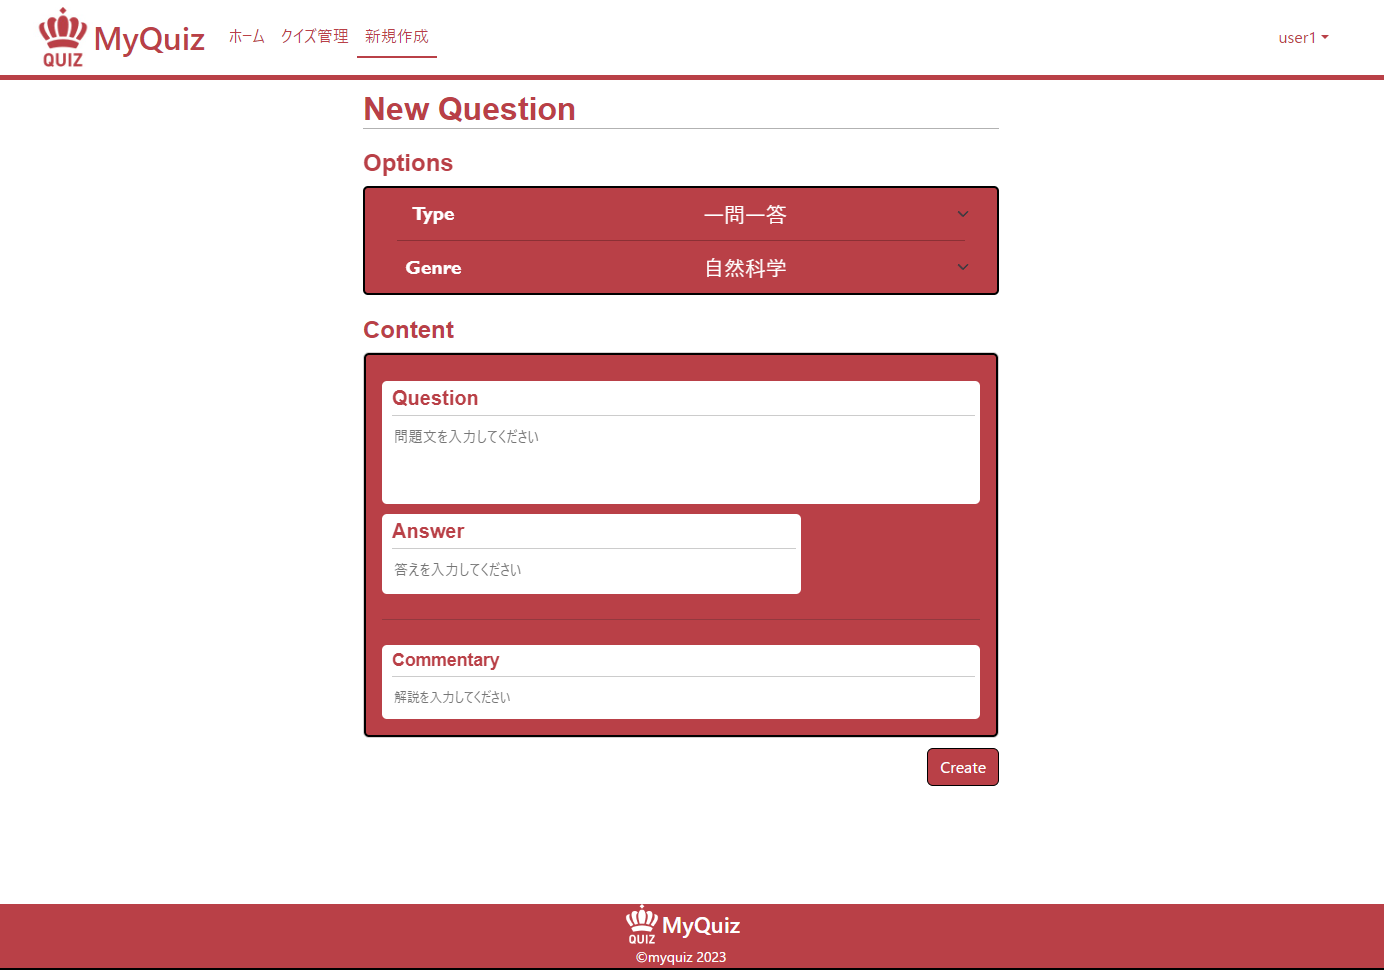 QUIZ
MyQuiz
ホーム
クイズ管理
新規作成
user1
New Question
Options
Type
一問一答
Genre
自然科学
Content
Question
問題文を入力してください
Answer
答えを入力してください
Commentary
解説を入力してください
Create
QUIZ
MyQuiz
©myquiz 2023